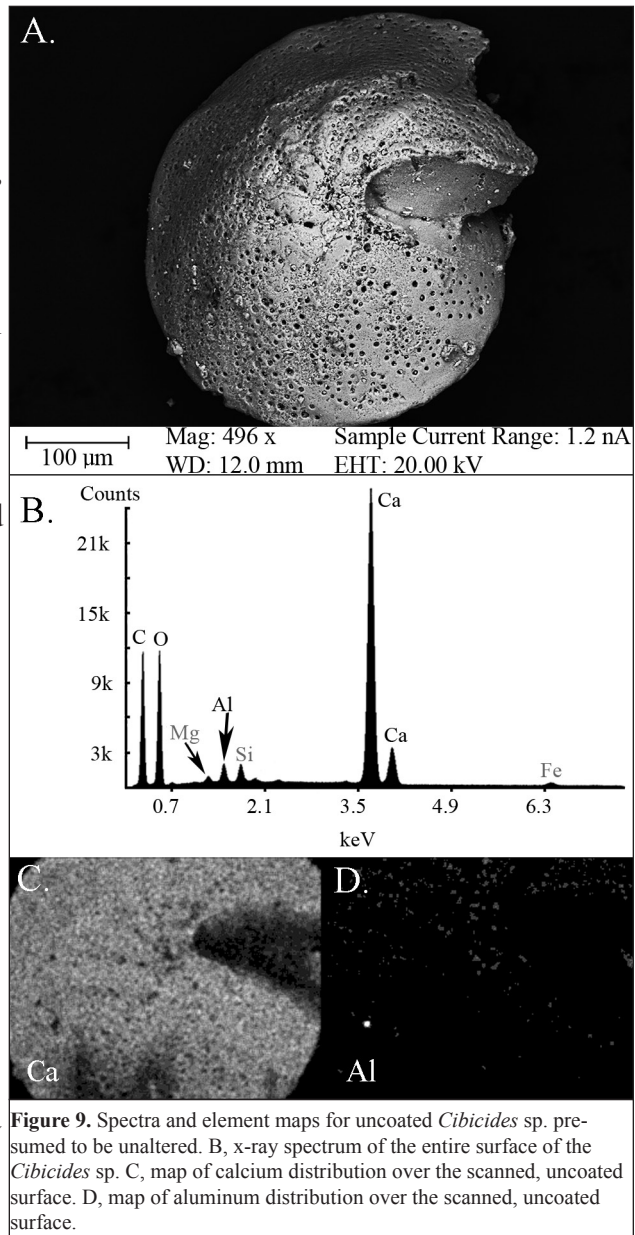 A.
100 µm
Mag: 496 x Sample Current Range: 1.2 nA
WD: 12.0 mm EHT: 20.00 kV
B.
Counts
21k
15k
9k
3k
C O
Mg
Al
Si
Ca
Ca
Fe
0.7 2.1 3.5 4.9 6.3
keV
C.
Ca
D.
Al
Figure 9. Spectra and element maps for uncoated Cibicides sp. pre-
sumed to be unaltered. B, x-ray spectrum of the entire surface of the
Cibicides sp. C, map of calcium distribution over the scanned, uncoated
surface. D, map of aluminum distribution over the scanned, uncoated
surface.